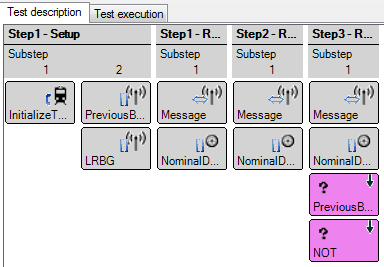 Test description Test execution
Step1 - Setup Step1 - R... Step2 - R... Step3 - R...
Substep Substep Substep Substep
1 2 1 1 1
InitializeT... PreviousB... Message Message Message
LRBG NominalD... NominalD... NominalD...
? PreviousB...
? NOT